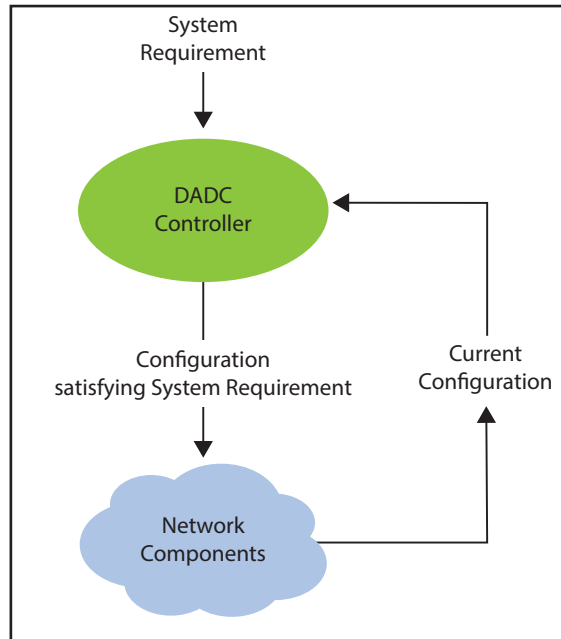 System
Requirement
DADC
Controller
Configuration
satisfying System Requirement
Current
Configuration
Network
Components